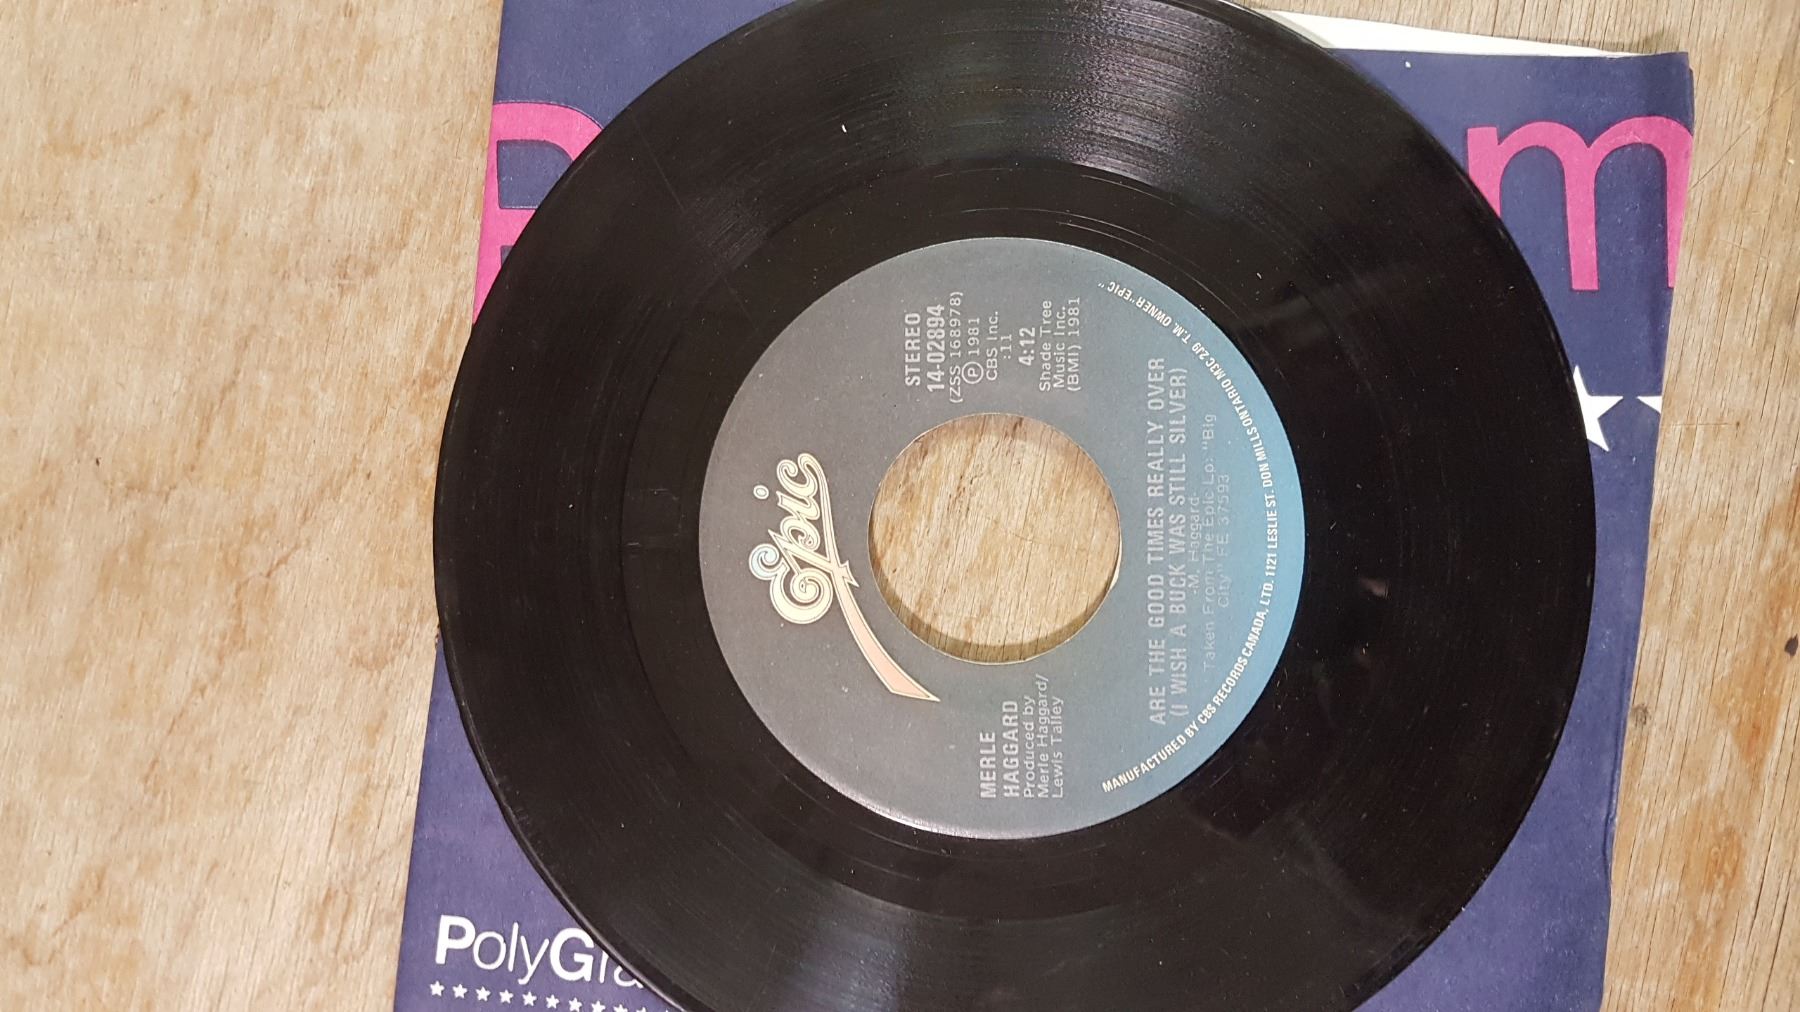 Epic
STEREO
14-02894
(ZSS 168978)
Ⓟ 1981
CBS Inc.
:11
4:12
Shade Tree
Music Inc.
(BMI) 1981
MERLE
HAGGARD
Produced by
Merle Haggard/
Lewis Talley
ARE THE GOOD TIMES REALLY OVER
(I WISH A BUCK WAS STILL SILVER)
-M. Haggard-
Taken From The Epic Lp: "Big
City" FE 37593
MANUFACTURED BY CBS RECORDS CANADA, LTD. 1121 LESLIE ST. DON MILLS ONTARIO M3C 2J9 T.M. OWNER "EPIC"
PolyGra
m